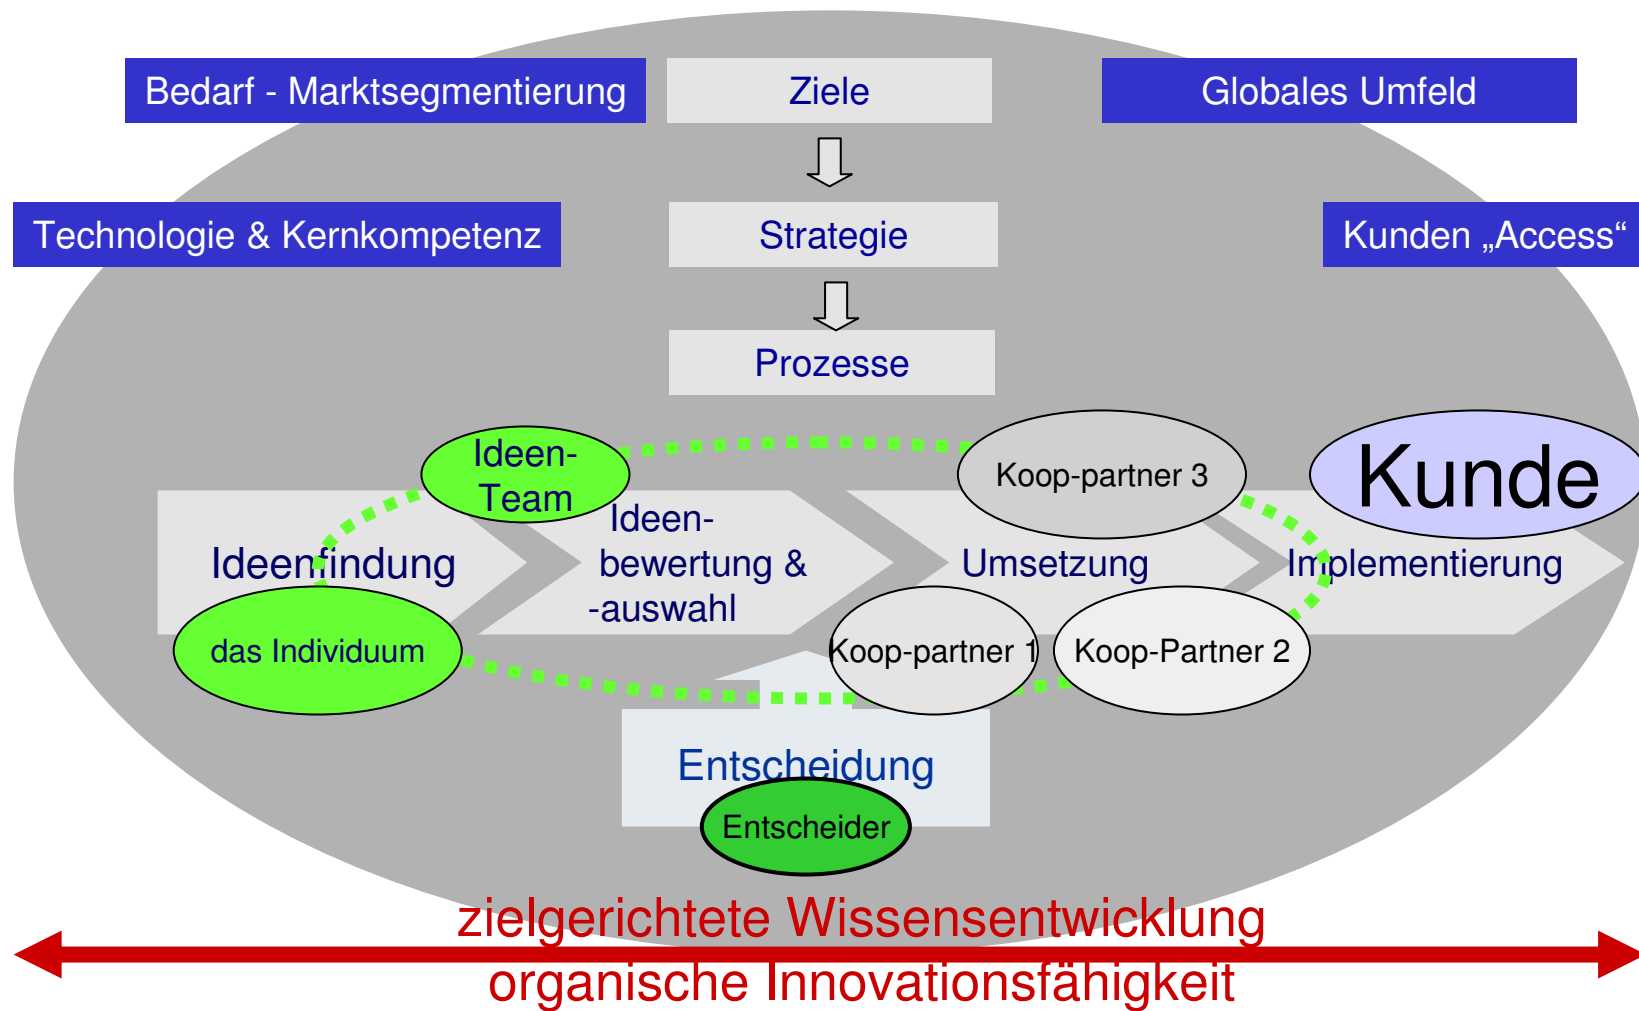 Bedarf - Marktsegmentierung
Ziele
Globales Umfeld
Technologie & Kernkompetenz
Strategie
Kunden „Access“
Prozesse
Ideen-
Team
Koop-partner 3
Kunde
Ideenfindung
Ideen-
bewertung &
-auswahl
Umsetzung
Implementierung
das Individuum
Koop-partner 1
Koop-Partner 2
Entscheidung
Entscheider
zielgerichtete Wissensentwicklung
organische Innovationsfähigkeit